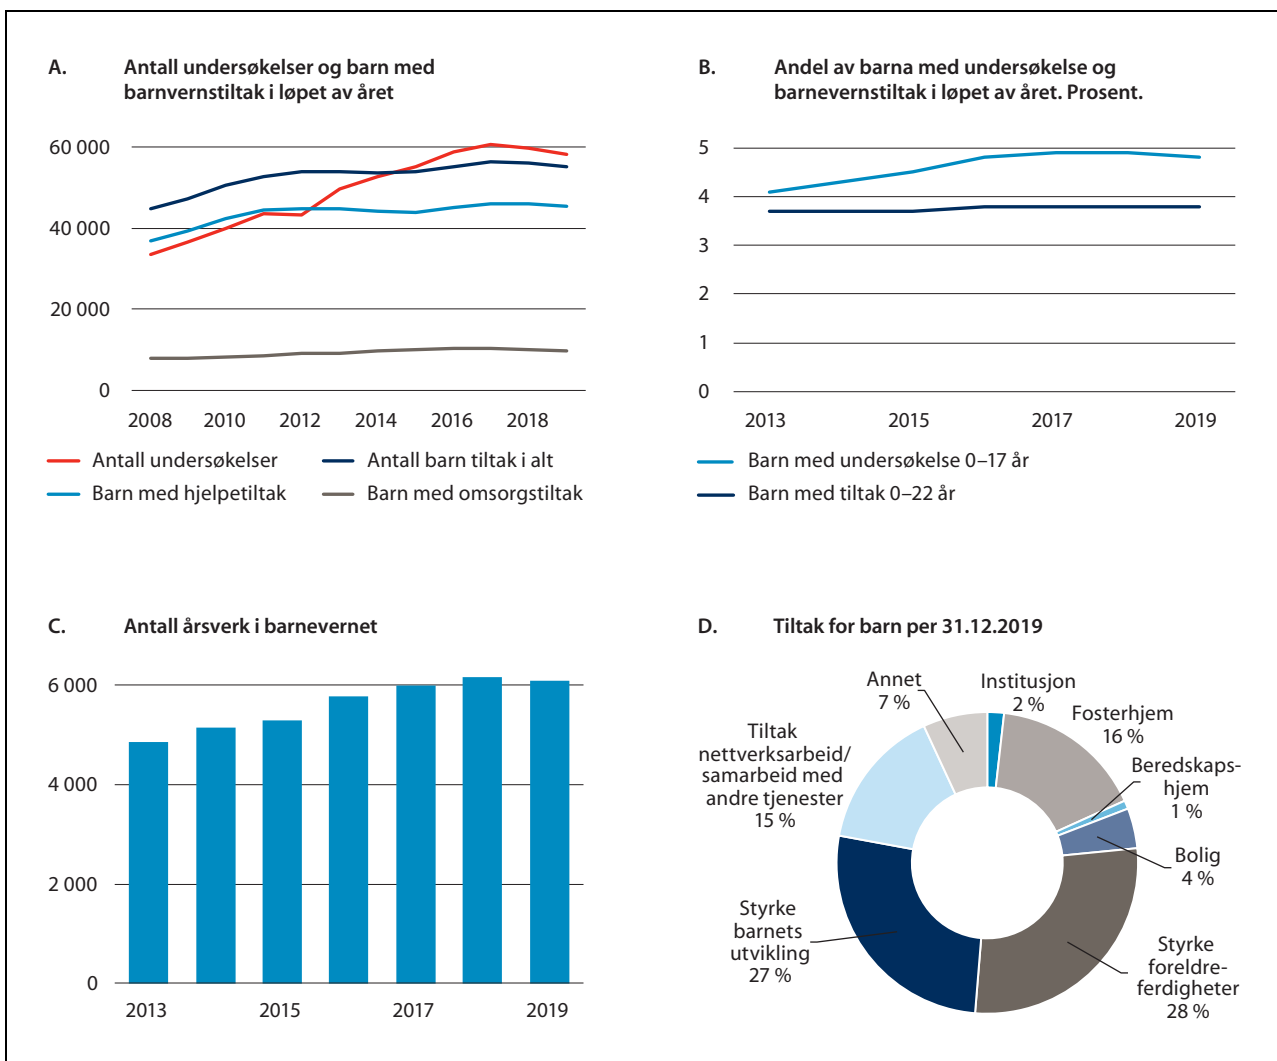 A. Antall undersøkelser og barn med
barnvernstiltak i løpet av året
60 000
40 000
20 000
0
2008 2010 2012 2014 2016 2018
Antall undersøkelser
Antall barn tiltak i alt
Barn med hjelpetiltak
Barn med omsorgstiltak
B. Andel av barna med undersøkelse og
barnevernstiltak i løpet av året. Prosent.
5
4
3
2
1
0
2013 2015 2017 2019
Barn med undersøkelse 0–17 år
Barn med tiltak 0–22 år
C. Antall årsverk i barnevernet
6 000
4 000
2 000
0
2013 2015 2017 2019
D. Tiltak for barn per 31.12.2019
Annet
7 %
Institusjon
2 %
Fosterhjem
16 %
Beredskaps-
hjem
1 %
Bolig
4 %
Styrke
foreldre-
ferdigheter
28 %
Styrke
barnets
utvikling
27 %
Tiltak
nettverksarbeid/
samarbeid med
andre tjenester
15 %